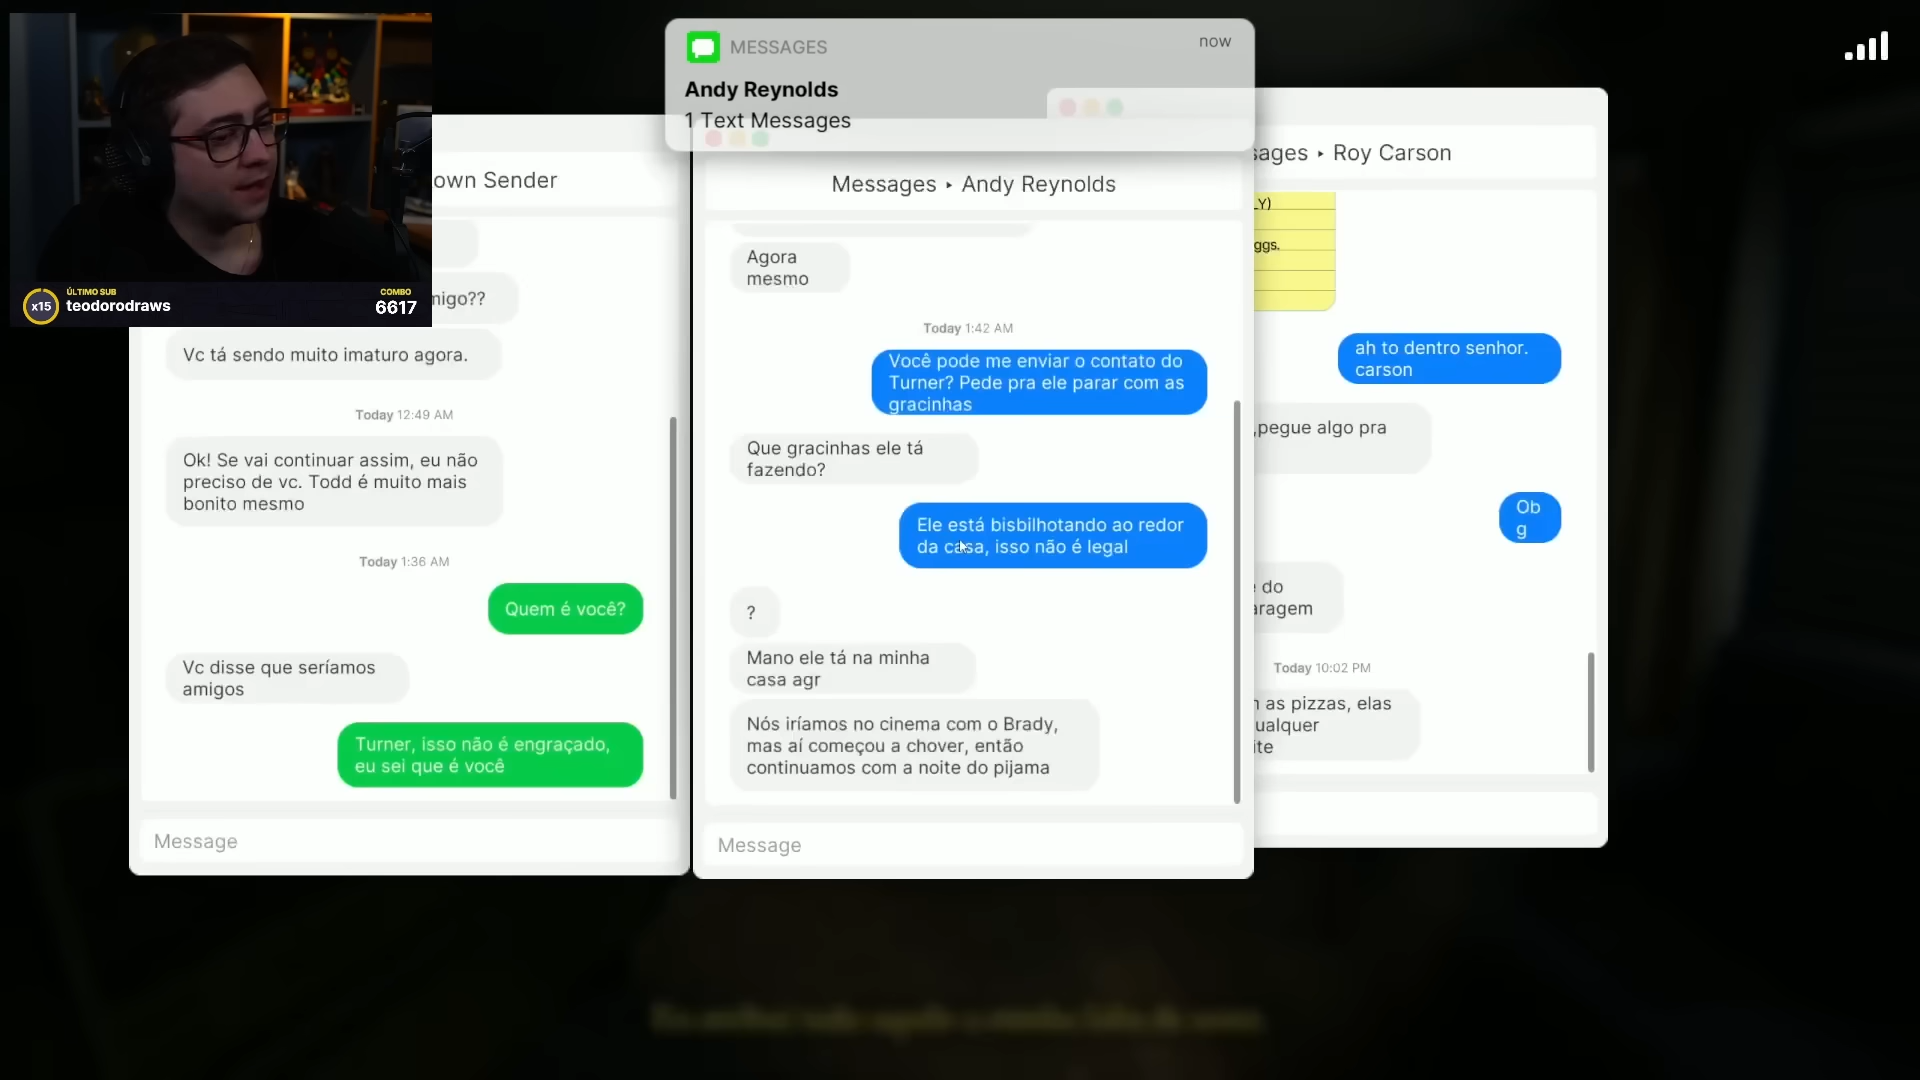 MESSAGES
now
Andy Reynolds
1 Text Messages
ÚLTIMO SUB
x15
teodorodraws
COMBO
6617
own Sender
migo??
Vc tá sendo muito imaturo agora.
Today 12:49 AM
Ok! Se vai continuar assim, eu não
preciso de vc. Todd é muito mais
bonito mesmo
Today 1:36 AM
Quem é você?
Vc disse que seríamos
amigos
Turner, isso não é engraçado,
eu sei que é você
Message
Messages ▸ Andy Reynolds
Agora
mesmo
Today 1:42 AM
Você pode me enviar o contato do
Turner? Pede pra ele parar com as
gracinhas
Que gracinhas ele tá
fazendo?
Ele está bisbilhotando ao redor
da casa, isso não é legal
?
Mano ele tá na minha
casa agr
Nós iríamos no cinema com o Brady,
mas aí começou a chover, então
continuamos com a noite do pijama
Message
sages ▸ Roy Carson
LY)
ggs.
ah to dentro senhor.
carson
,pegue algo pra
Ob
g
do
aragem
Today 10:02 PM
as pizzas, elas
ualquer
ite